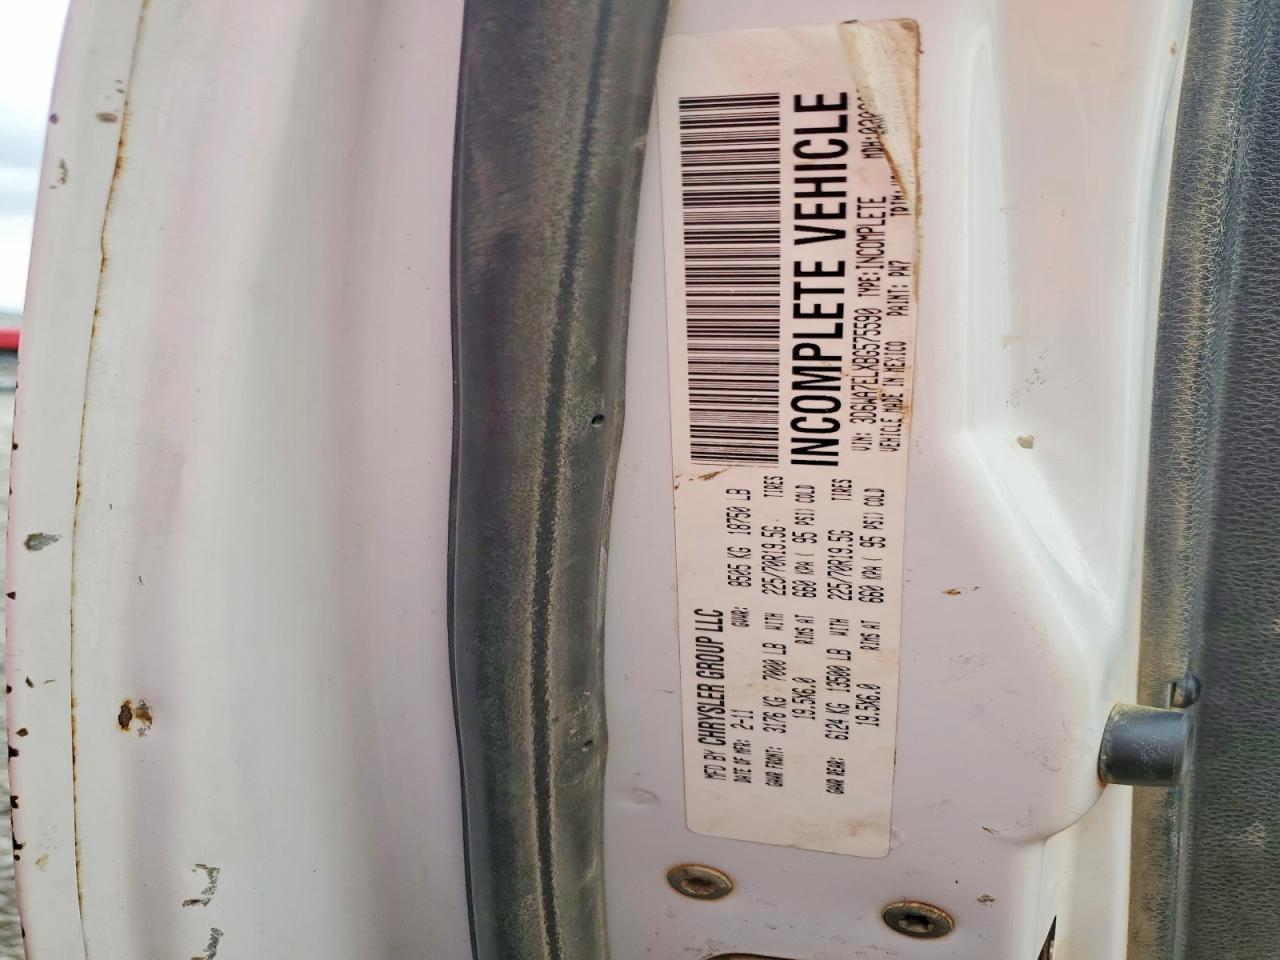 MFD BY CHRYSLER GROUP LLC
DATE OF MFR: 2-11 GVWR: 8505 KG 18750 LB
GAWR FRONT: 3176 KG 7000 LB WITH 225/70R19.5G TIRES
19.5X6.0 RIMS AT 660 KPA ( 95 PSI) COLD
GAWR REAR: 6124 KG 13500 LB WITH 225/70R19.5G TIRES
19.5X6.0 RIMS AT 660 KPA ( 95 PSI) COLD
INCOMPLETE VEHICLE
VIN: 3D6WA7ELXBG575590 TYPE:INCOMPLETE MDH:
VEHICLE MADE IN MEXICO PAINT: PW7 TRIM: